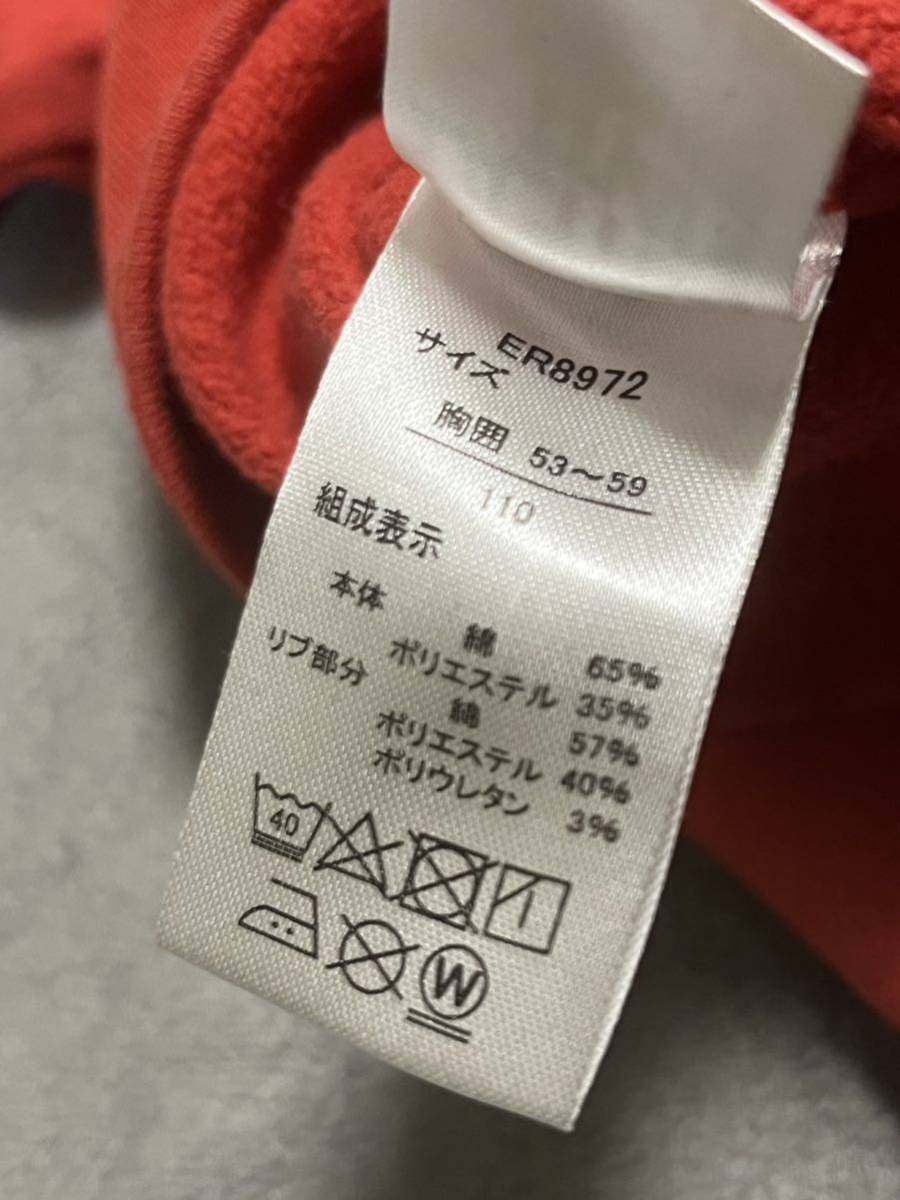 ER8972
サイズ
胸囲 53～59
110
組成表示
本体 綿 65%
ポリエステル 35%
リブ部分 綿 57%
ポリエステル 40%
ポリウレタン 3%
40
W